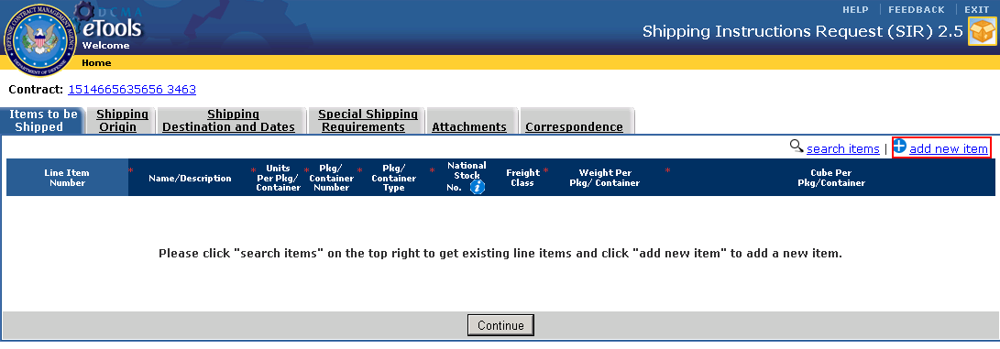 HELP | FEEDBACK | EXIT
DCMA
eTools
Welcome
Shipping Instructions Request (SIR) 2.5
DEFENSE CONTRACT MANAGEMENT AGENCY
DEPARTMENT OF DEFENSE
Home
Contract: 1514665635656 3463
Items to be
Shipped
Shipping
Origin
Shipping
Destination and Dates
Special Shipping
Requirements
Attachments
Correspondence
search items | add new item
Line Item
Number
* Name/Description
* Units
Per Pkg/
Container
* Pkg/
Container
Number
* Pkg/
Container
Type
* National
Stock
No. i
Freight
Class
* Weight Per
Pkg/ Container
* Cube Per
Pkg/Container
Please click "search items" on the top right to get existing line items and click "add new item" to add a new item.
Continue